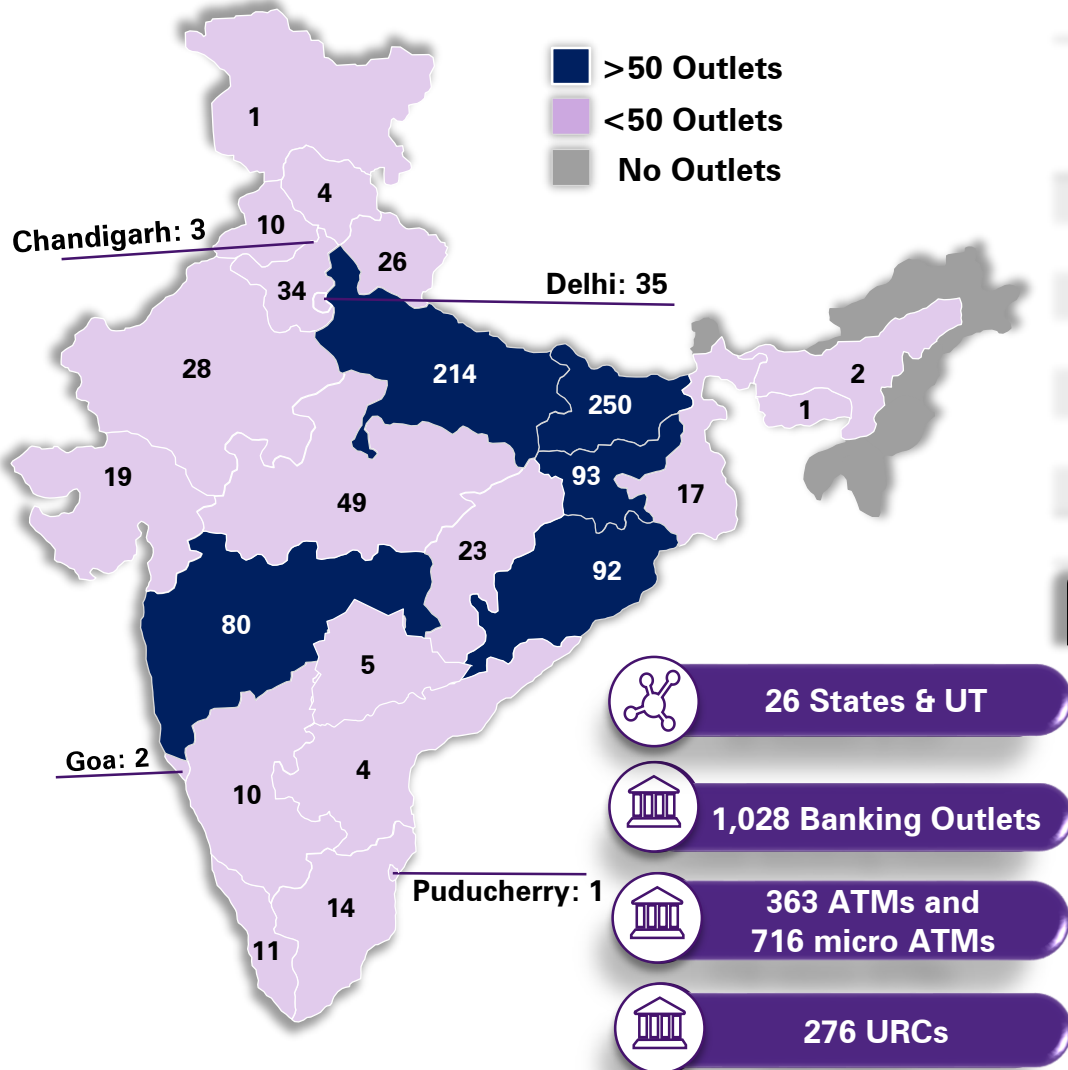 >50 Outlets
<50 Outlets
No Outlets
1
4
10
Chandigarh: 3
26
34
Delhi: 35
28
214
250
2
1
19
49
93
17
23
92
80
5
Goa: 2
10
4
Puducherry: 1
14
11
26 States & UT
1,028 Banking Outlets
363 ATMs and
716 micro ATMs
276 URCs